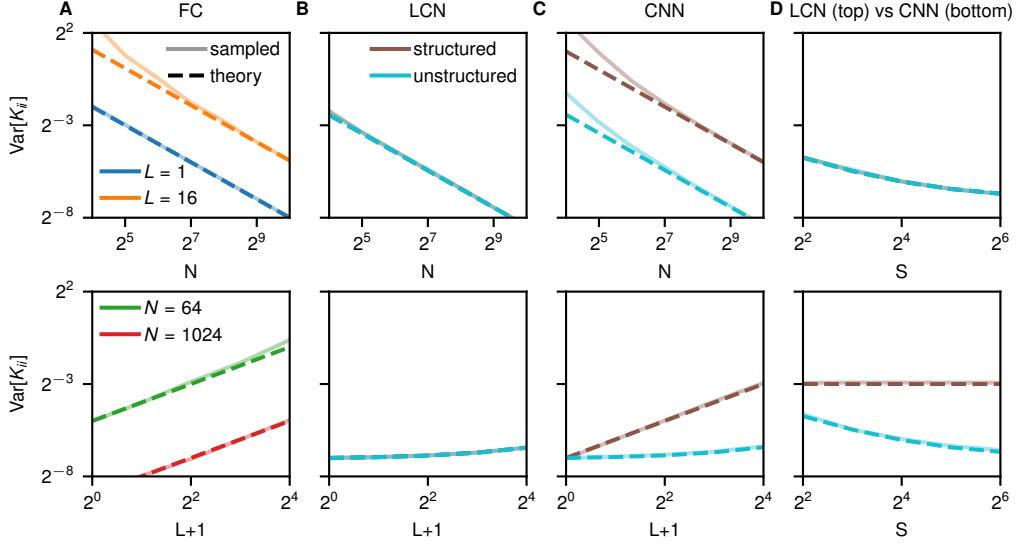 A FC B LCN C CNN D LCN (top) vs CNN (bottom)
Var[K_ii]
2^2
2^−3
2^−8
sampled
theory
L = 1
L = 16
structured
unstructured
2^5 2^7 2^9
2^5 2^7 2^9
2^5 2^7 2^9
2^2 2^4 2^6
N N N S
Var[K_ii]
2^2
2^−3
2^−8
N = 64
N = 1024
2^0 2^2 2^4
2^0 2^2 2^4
2^0 2^2 2^4
2^2 2^4 2^6
L+1 L+1 L+1 S